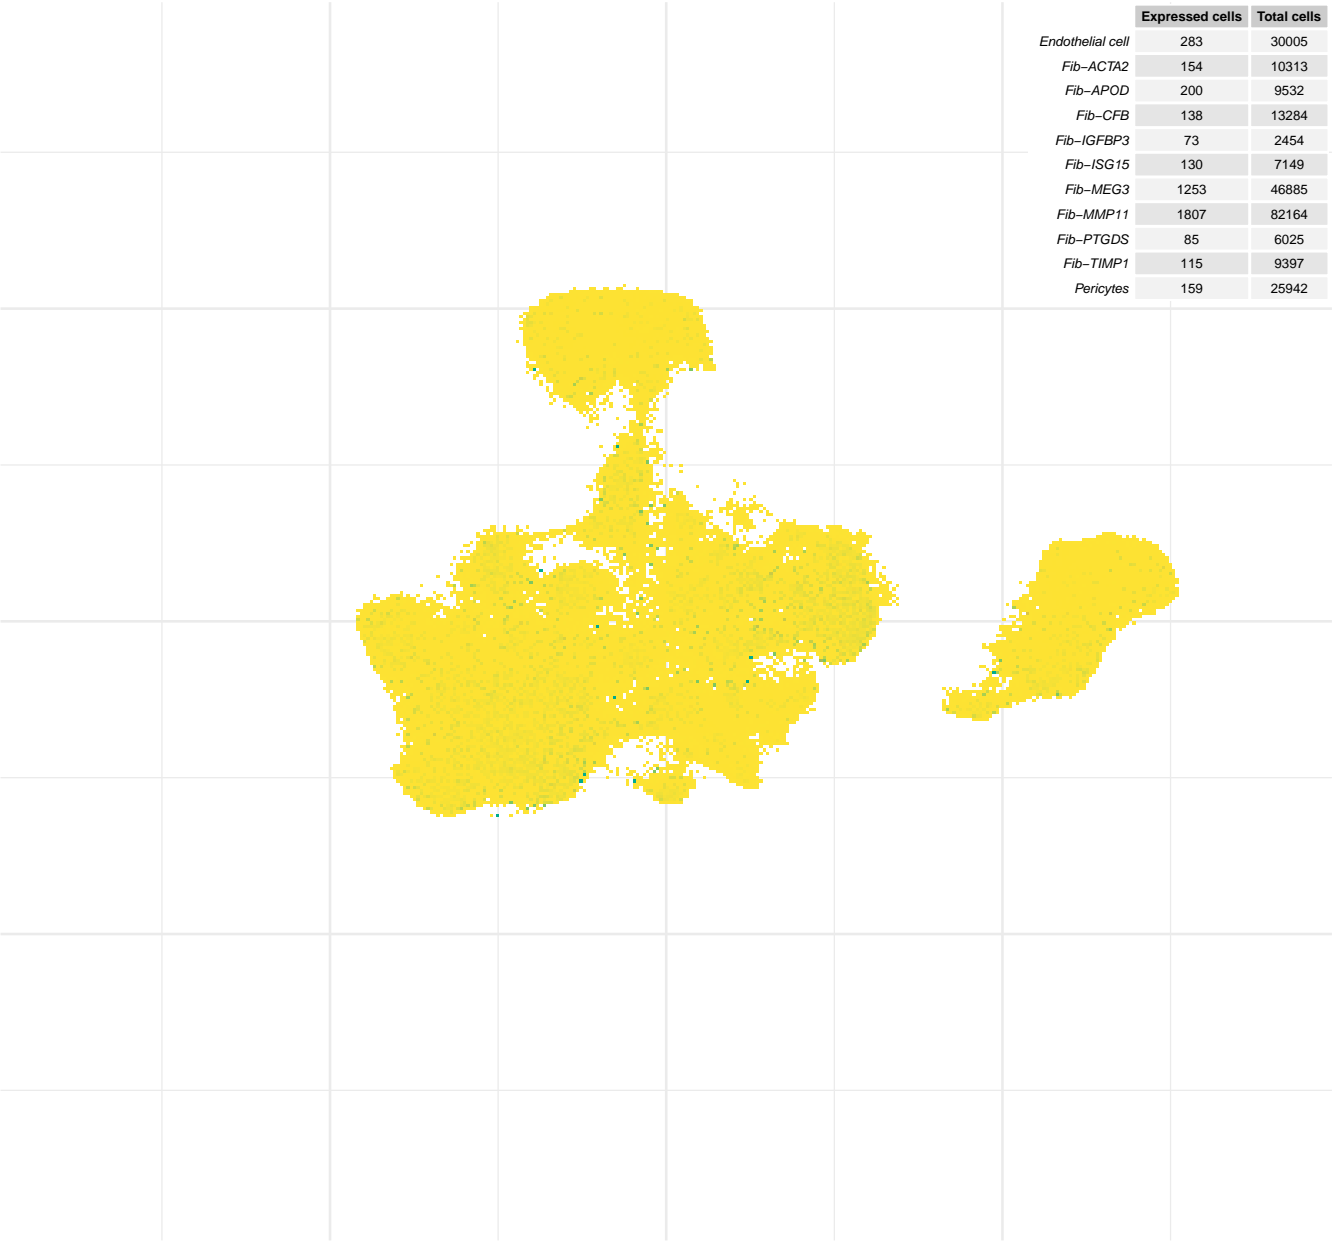 Expressed cells Total cells
Endothelial cell 283 30005
Fib−ACTA2 154 10313
Fib−APOD 200 9532
Fib−CFB 138 13284
Fib−IGFBP3 73 2454
Fib−ISG15 130 7149
Fib−MEG3 1253 46885
Fib−MMP11 1807 82164
Fib−PTGDS 85 6025
Fib−TIMP1 115 9397
Pericytes 159 25942